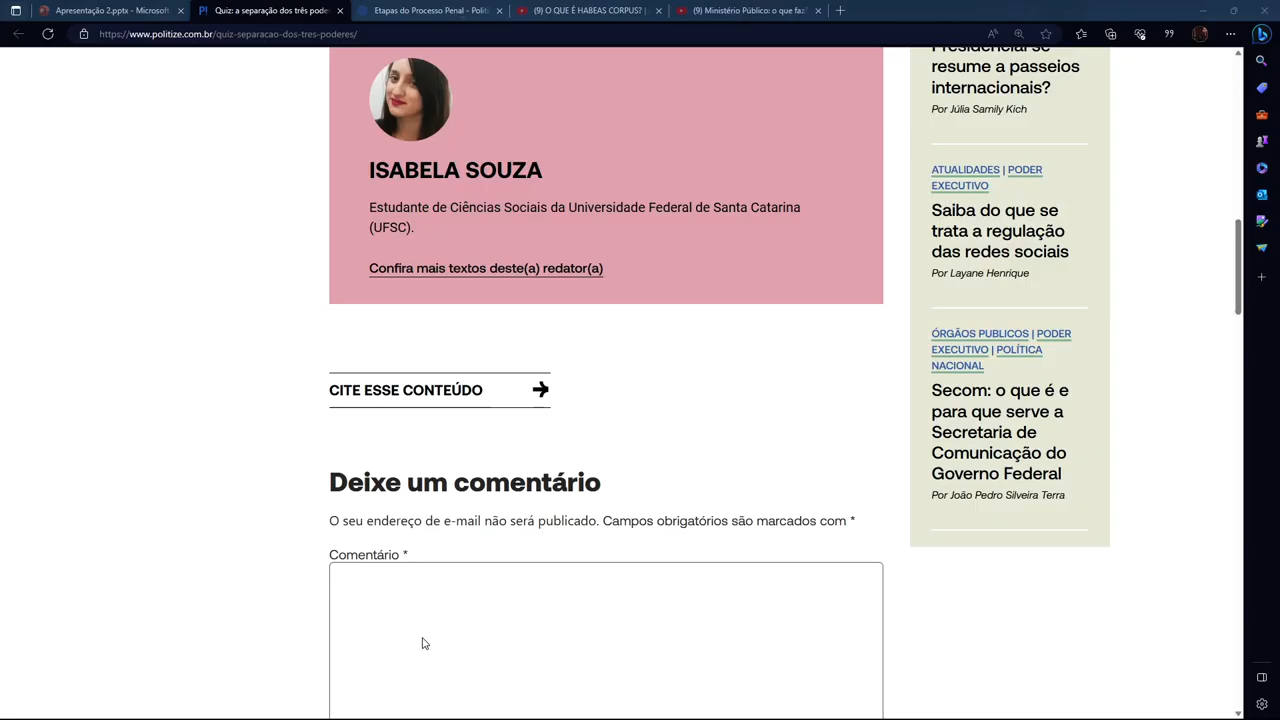 Apresentação 2.pptx - Microsoft
Quiz: a separação dos três pode
Etapas do Processo Penal - Polit
(9) O QUE É HABEAS CORPUS? |
(9) Ministério Público: o que faz
https://www.politize.com.br/quiz-separacao-dos-tres-poderes/
ISABELA SOUZA
Estudante de Ciências Sociais da Universidade Federal de Santa Catarina
(UFSC).
Confira mais textos deste(a) redator(a)
CITE ESSE CONTEÚDO
Deixe um comentário
O seu endereço de e-mail não será publicado. Campos obrigatórios são marcados com *
Comentário *
Presidencial se
resume a passeios
internacionais?
Por Júlia Samily Kich
ATUALIDADES | PODER
EXECUTIVO
Saiba do que se
trata a regulação
das redes sociais
Por Layane Henrique
ÓRGÃOS PUBLICOS | PODER
EXECUTIVO | POLÍTICA
NACIONAL
Secom: o que é e
para que serve a
Secretaria de
Comunicação do
Governo Federal
Por João Pedro Silveira Terra